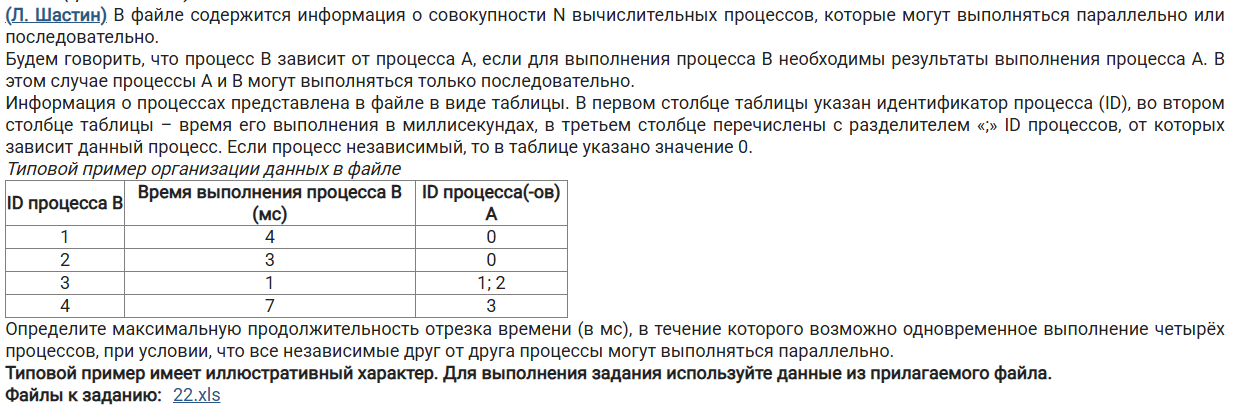 (Л. Шастин) В файле содержится информация о совокупности N вычислительных процессов, которые могут выполняться параллельно или
последовательно.
Будем говорить, что процесс B зависит от процесса A, если для выполнения процесса B необходимы результаты выполнения процесса A. В
этом случае процессы A и B могут выполняться только последовательно.
Информация о процессах представлена в файле в виде таблицы. В первом столбце таблицы указан идентификатор процесса (ID), во втором
столбце таблицы – время его выполнения в миллисекундах, в третьем столбце перечислены с разделителем «;» ID процессов, от которых
зависит данный процесс. Если процесс независимый, то в таблице указано значение 0.
Типовой пример организации данных в файле
ID процесса B Время выполнения процесса B (мс) ID процесса(-ов) A
1 4 0
2 3 0
3 1 1; 2
4 7 3
Определите максимальную продолжительность отрезка времени (в мс), в течение которого возможно одновременное выполнение четырёх
процессов, при условии, что все независимые друг от друга процессы могут выполняться параллельно.
Типовой пример имеет иллюстративный характер. Для выполнения задания используйте данные из прилагаемого файла.
Файлы к заданию: 22.xls